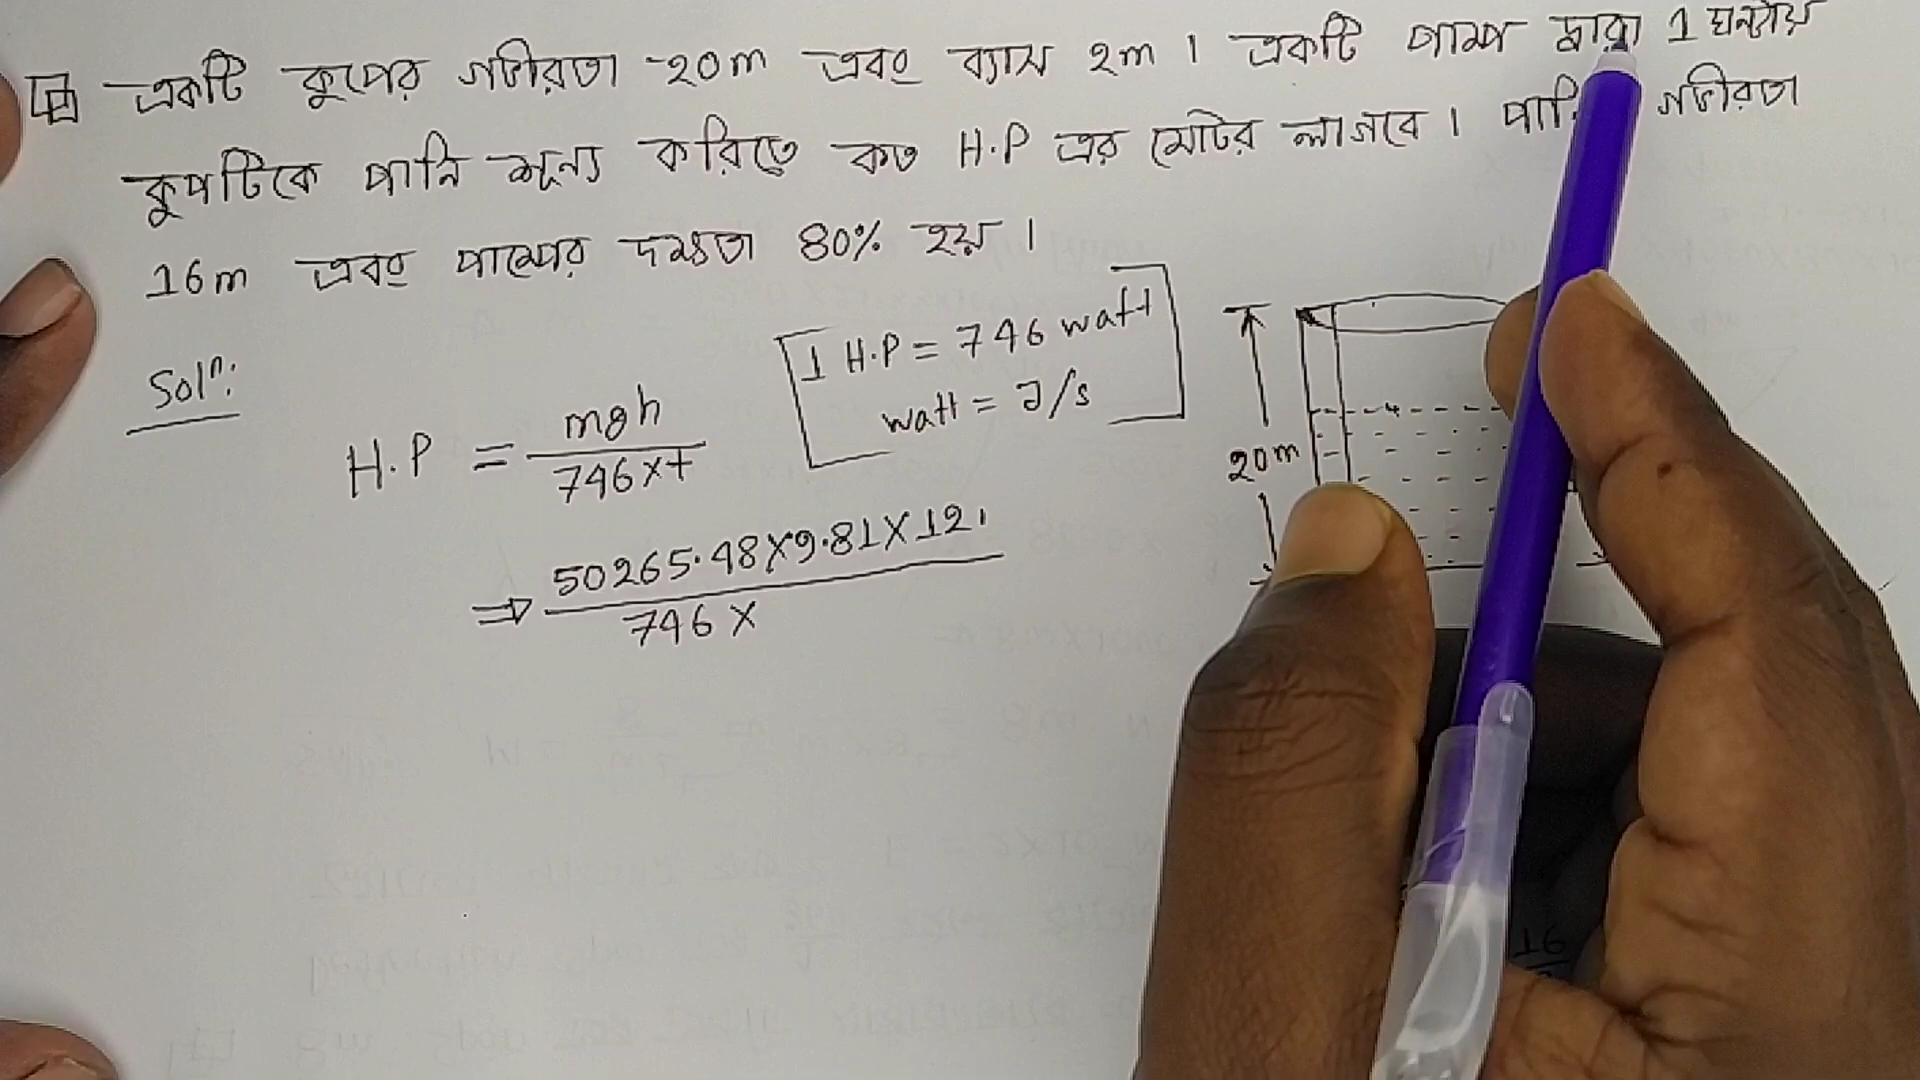 একটি কুপের গভীরতা 20m এবং ব্যাস 2m । একটি পাম্প দ্বারা 1 ঘন্টায়
কুপটিকে পানি শূন্য করিতে কত H.P এর মোটর লাগবে । পানি গভীরতা
16m এবং পাম্পের দক্ষতা 80% হয় ।
Solⁿ:
1 H.P = 746 watt
watt = J/s
H.P = mgh / 746×t
⇒ 50265.48×9.81×12 / 746×
20m
16